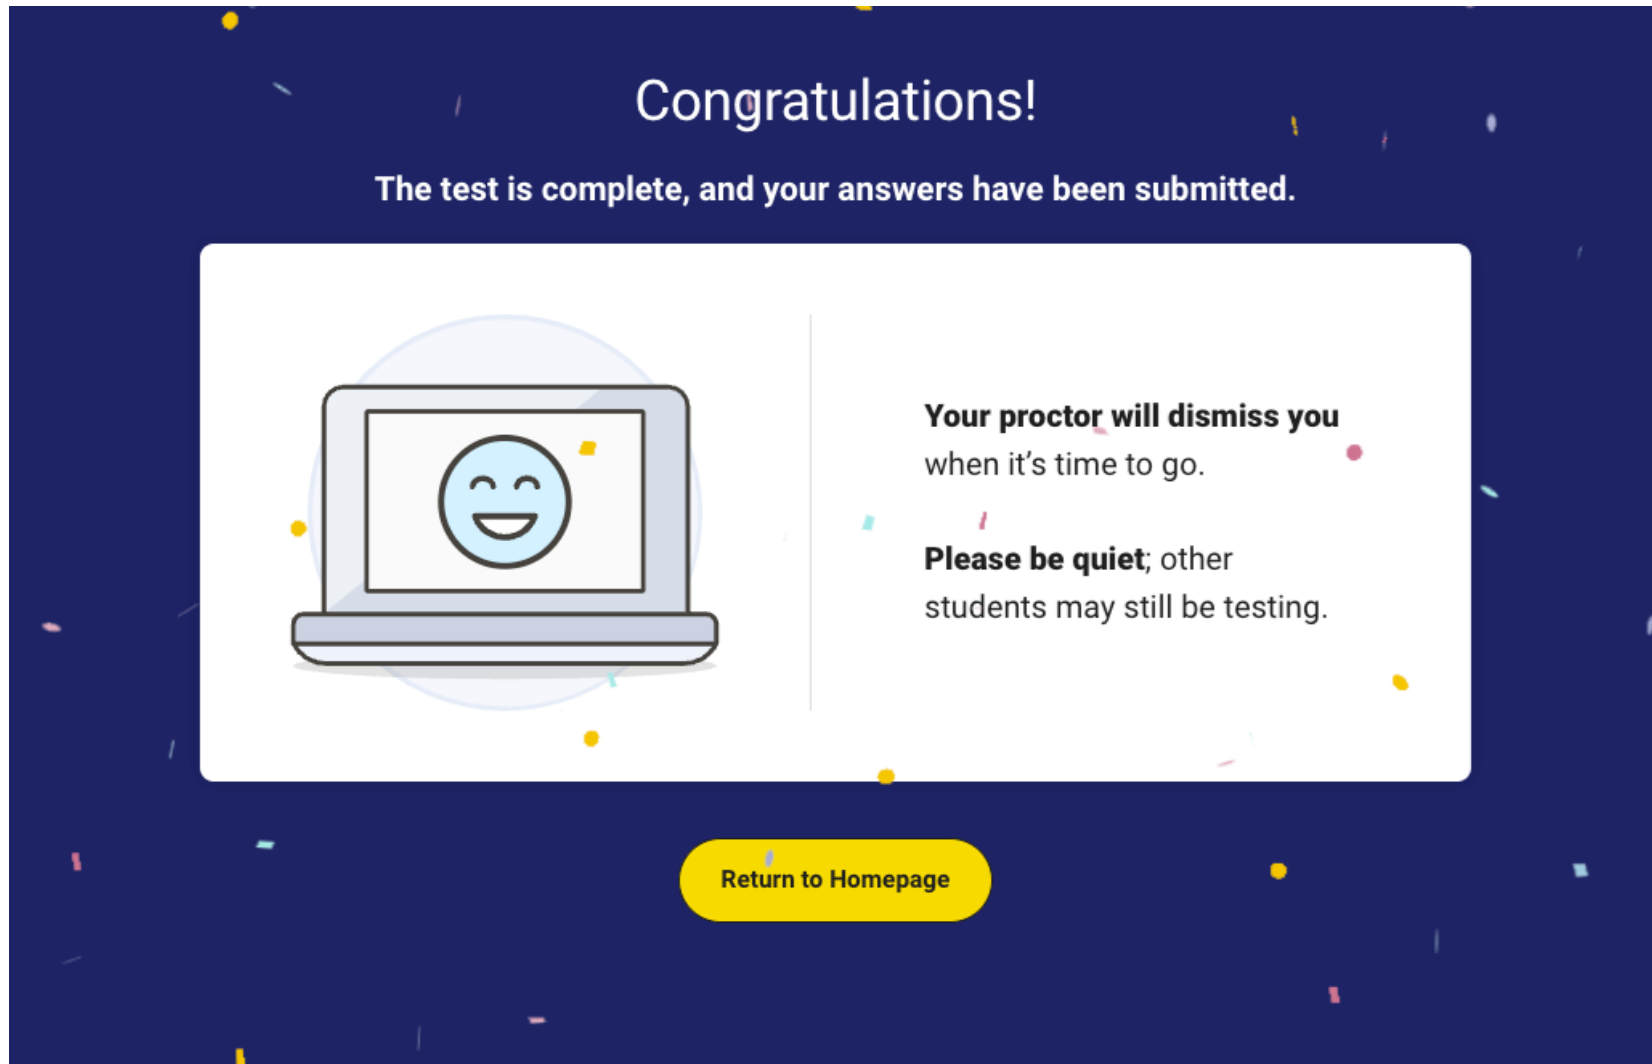 Congratulations!
The test is complete, and your answers have been submitted.
Your proctor will dismiss you
when it’s time to go.
Please be quiet; other
students may still be testing.
Return to Homepage